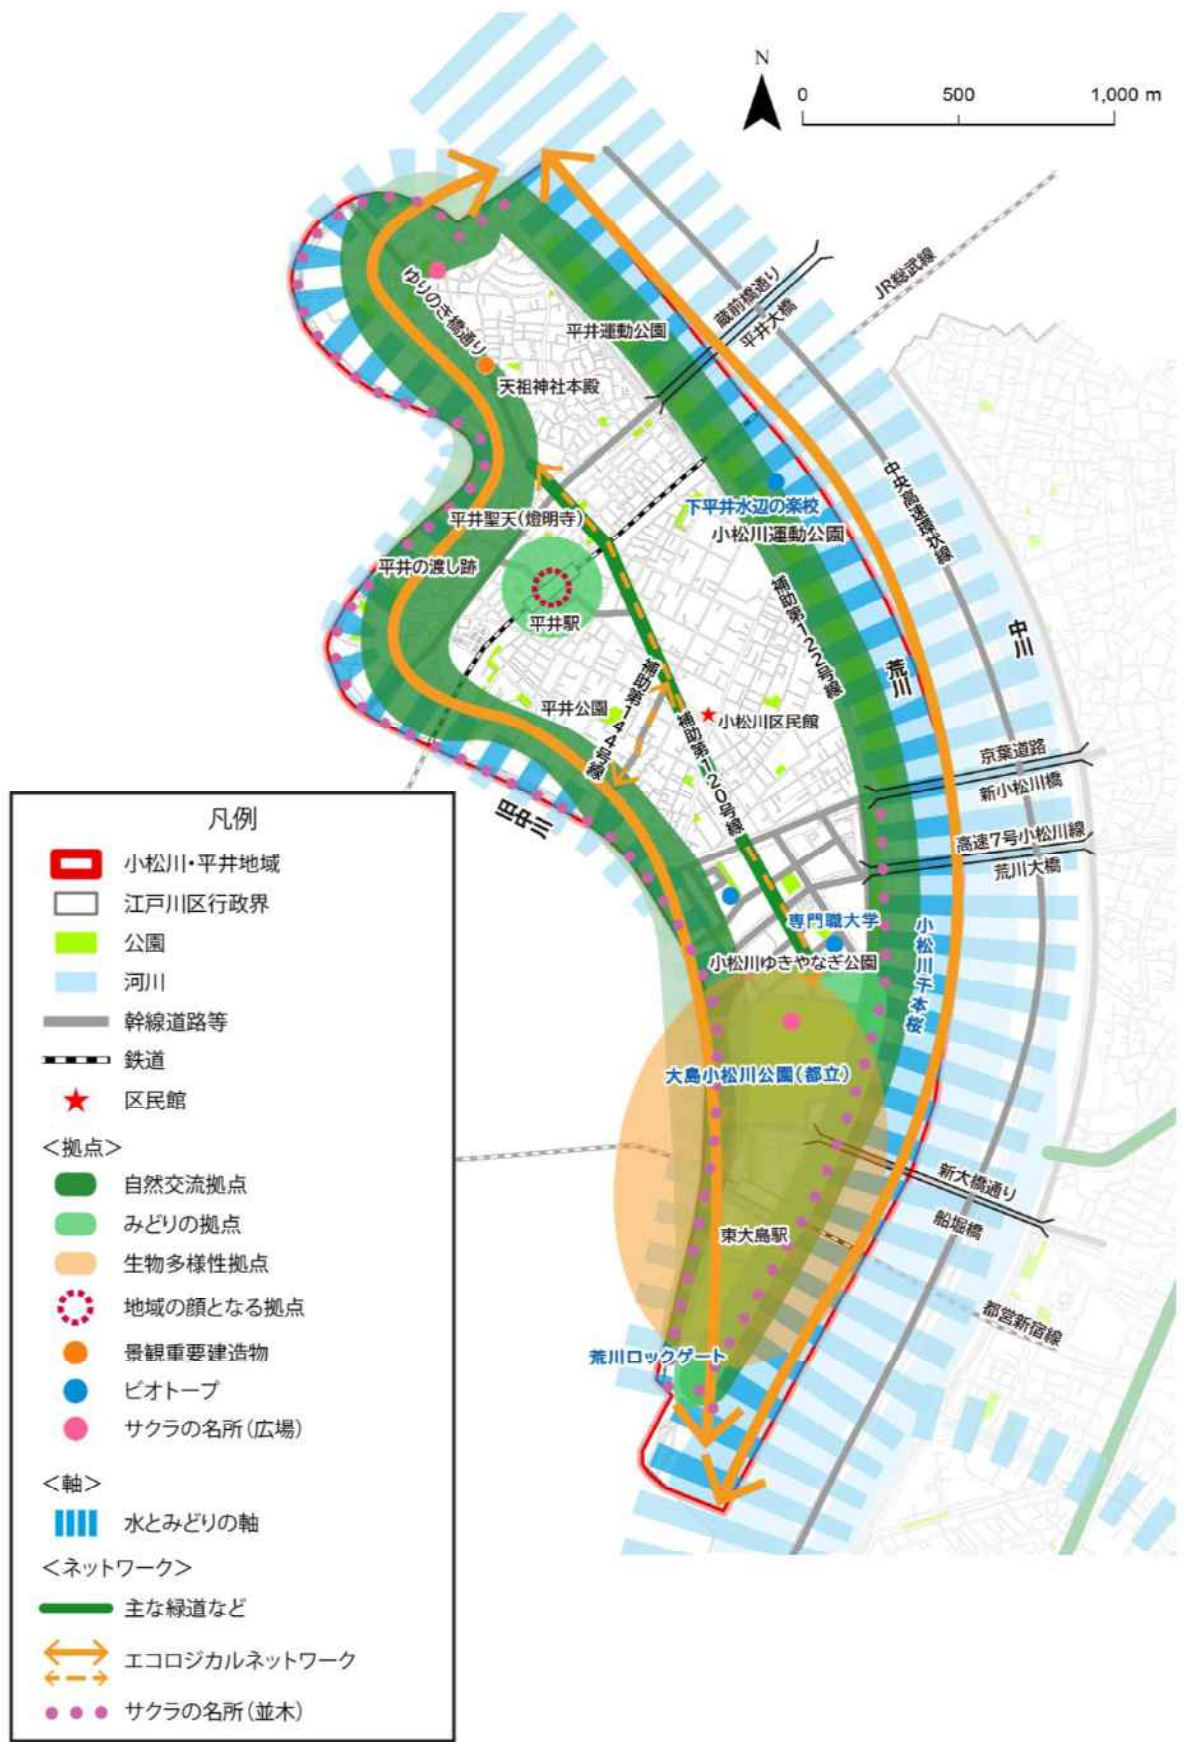 N
0 500 1,000 m
JR総武線
蔵前橋通り
平井大橋
ゆりのき橋通り
平井運動公園
天祖神社本殿
中央高速環状線
下平井水辺の楽校
小松川運動公園
平井聖天(燈明寺)
平井の渡し跡
平井駅
補助第122号線
中川
荒川
補助第144号線
平井公園
小松川区民館
補助第120号線
京葉道路
新小松川橋
旧中川
高速7号小松川線
荒川大橋
専門職大学
小松川千本桜
小松川ゆきやなぎ公園
大島小松川公園(都立)
新大橋通り
船堀橋
東大島駅
都営新宿線
荒川ロックゲート
凡例
小松川・平井地域
江戸川区行政界
公園
河川
幹線道路等
鉄道
区民館
<拠点>
自然交流拠点
みどりの拠点
生物多様性拠点
地域の顔となる拠点
景観重要建造物
ビオトープ
サクラの名所(広場)
<軸>
水とみどりの軸
<ネットワーク>
主な緑道など
エコロジカルネットワーク
サクラの名所(並木)